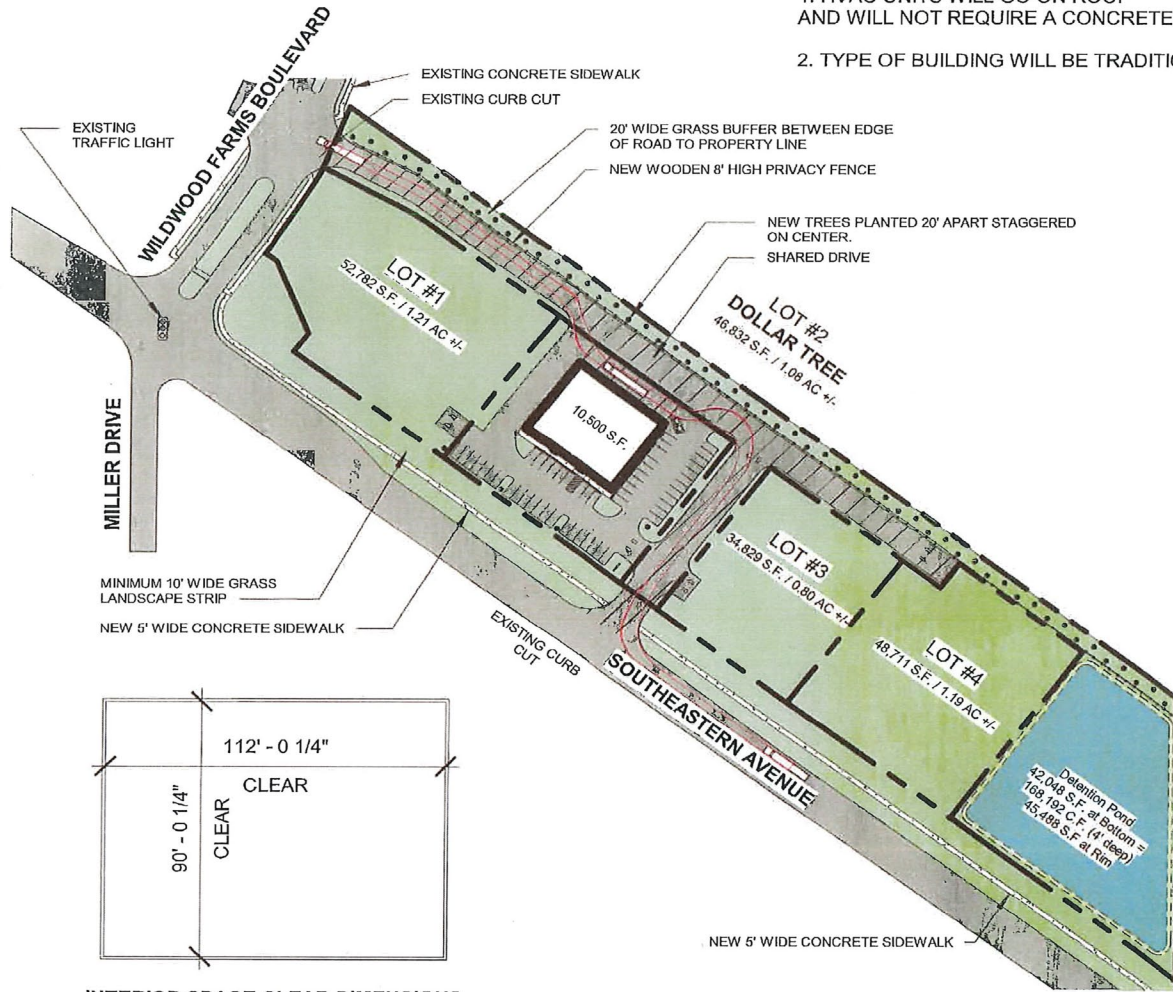 AND WILL NOT REQUIRE A CONCRETE
2. TYPE OF BUILDING WILL BE
EXISTING CONCRETE SIDEWALK
EXISTING CURB CUT
EXISTING
TRAFFIC LIGHT
WILDWOOD FARMS BOULEVARD
20' WIDE GRASS BUFFER BETWEEN EDGE
OF ROAD TO PROPERTY LINE
NEW WOODEN 8' HIGH PRIVACY FENCE
NEW TREES PLANTED 20' APART STAGGERED
ON CENTER.
SHARED DRIVE
LOT #1
52,782 S.F. / 1.21 AC +/-
LOT #2
DOLLAR TREE
46,832 S.F. / 1.08 AC +/-
10,500 S.F.
MILLER DRIVE
LOT #3
34,829 S.F. / 0.80 AC +/-
LOT #4
48,711 S.F. / 1.19 AC +/-
MINIMUM 10' WIDE GRASS
LANDSCAPE STRIP
NEW 5' WIDE CONCRETE SIDEWALK
EXISTING CURB
CUT
SOUTHEASTERN AVENUE
Detention Pond
42,048 S.F. at Bottom =
168,192 C.F. (4' deep)
45,488 S.F at Rim
112' - 0 1/4"
CLEAR
90' - 0 1/4"
CLEAR
NEW 5' WIDE CONCRETE SIDEWALK